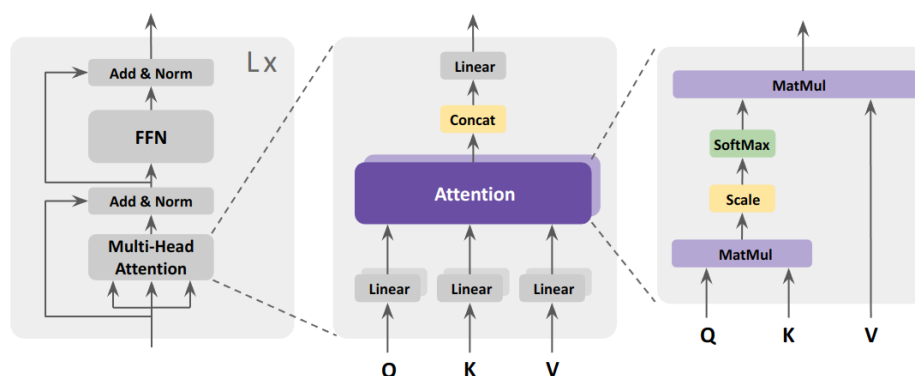 Lx
Add & Norm
FFN
Add & Norm
Multi-Head
Attention
Linear
Concat
Attention
Linear Linear Linear
Q K V
MatMul
SoftMax
Scale
MatMul
Q K V